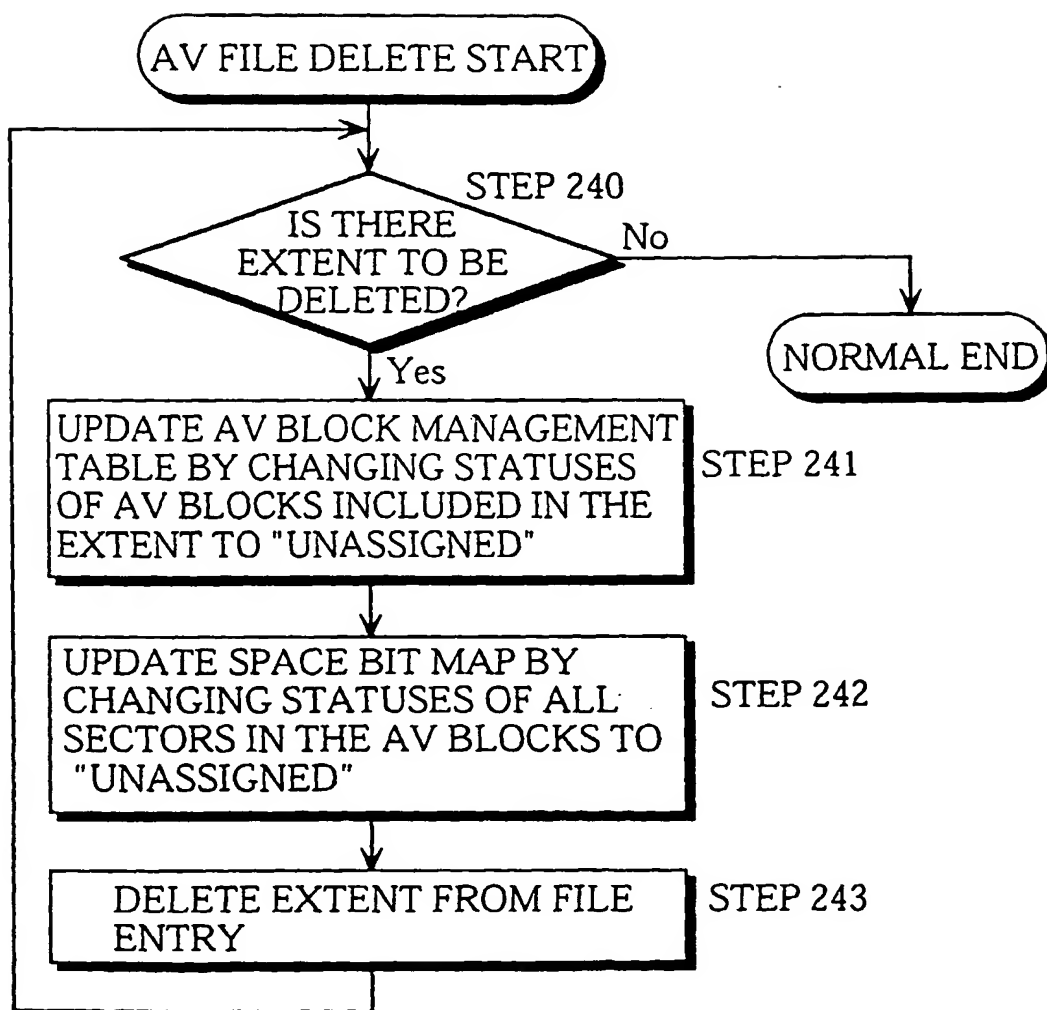 AV FILE DELETE START
STEP 240
IS THERE
EXTENT TO BE
DELETED?
No
NORMAL END
Yes
UPDATE AV BLOCK MANAGEMENT
TABLE BY CHANGING STATUSES
OF AV BLOCKS INCLUDED IN THE
EXTENT TO "UNASSIGNED"
STEP 241
UPDATE SPACE BIT MAP BY
CHANGING STATUSES OF ALL
SECTORS IN THE AV BLOCKS TO
"UNASSIGNED"
STEP 242
DELETE EXTENT FROM FILE
ENTRY
STEP 243